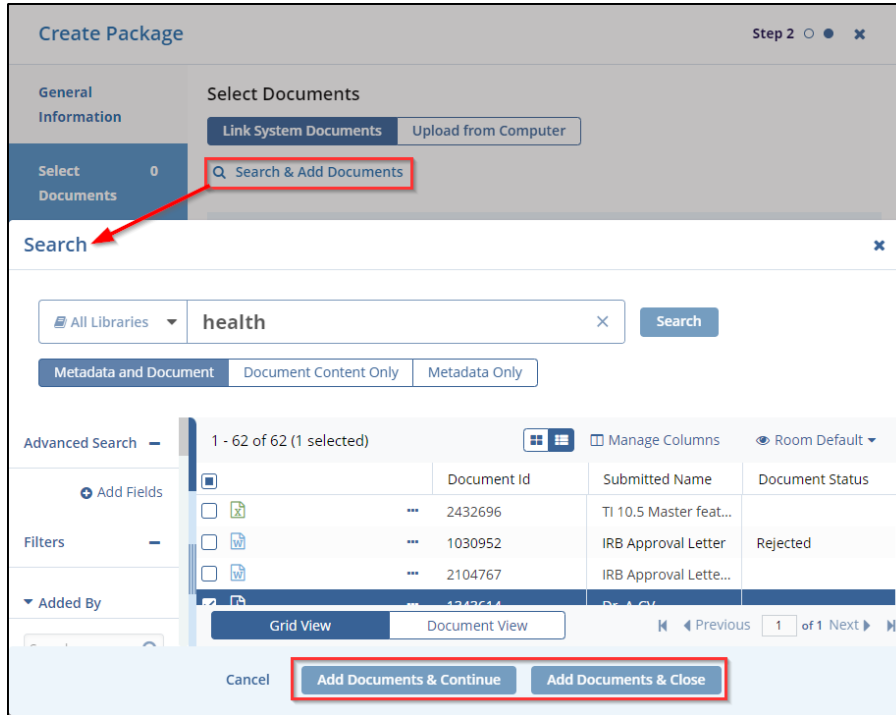 Create Package
Step 2
General
Information
Select Documents
Link System Documents
Upload from Computer
Select 0
Documents
Search & Add Documents
Search
All Libraries
health
Search
Metadata and Document
Document Content Only
Metadata Only
Advanced Search
1 - 62 of 62 (1 selected)
Manage Columns
Room Default
Document Id
Submitted Name
Document Status
Add Fields
2432696
TI 10.5 Master feat...
Filters
1030952
IRB Approval Letter
Rejected
2104767
IRB Approval Lette...
Added By
1343614
Dr. A CV
Grid View
Document View
Previous
1
of 1
Next
Cancel
Add Documents & Continue
Add Documents & Close